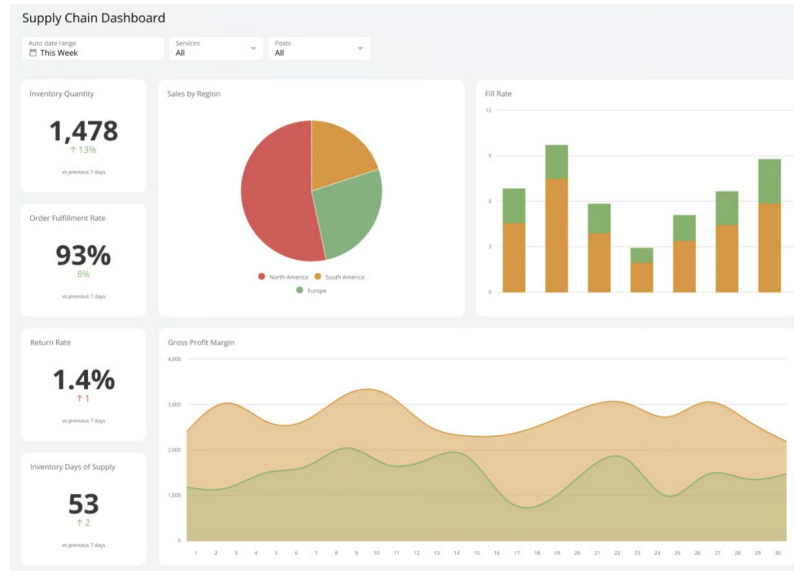 Supply Chain Dashboard
Auto date range
This Week
Services
All
Posts
All
Inventory Quantity
1,478
↑ 13%
vs previous 7 days
Order Fulfillment Rate
93%
8%
vs previous 7 days
Return Rate
1.4%
↑ 1
vs previous 7 days
Inventory Days of Supply
53
↑ 2
vs previous 7 days
Sales by Region
North America South America
Europe
Fill Rate
12
9
6
3
0
Gross Profit Margin
4,000
3,000
2,000
1,000
0
1 2 3 4 5 6 7 8 9 10 11 12 13 14 15 16 17 18 19 20 21 22 23 24 25 26 27 28 29 30